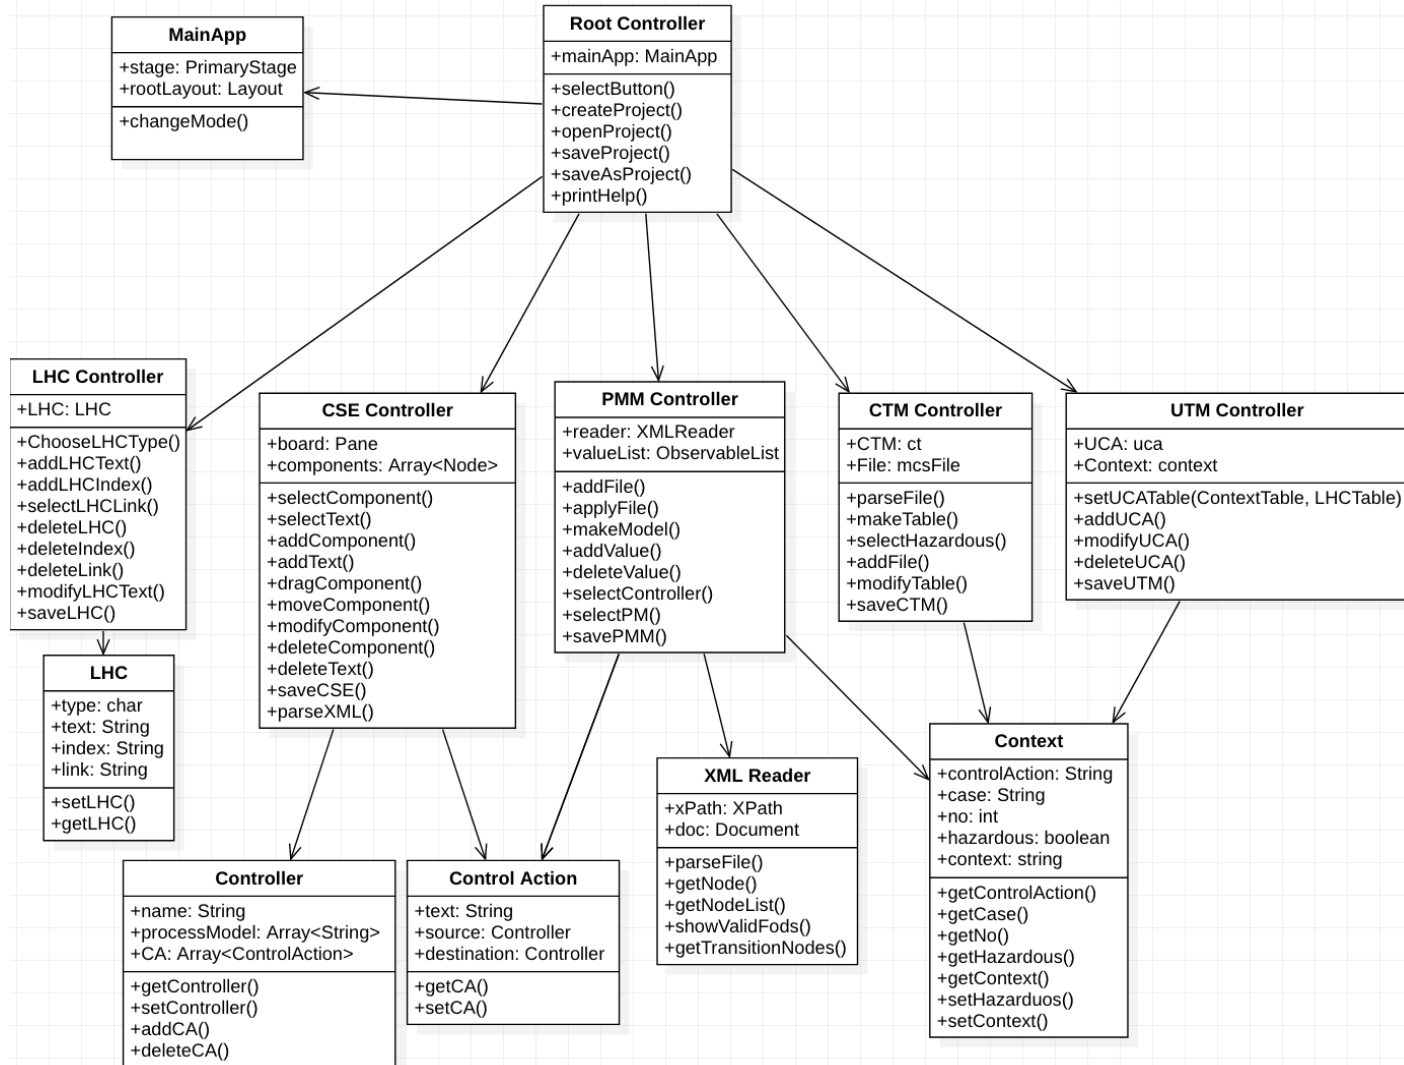 MainApp
+stage: PrimaryStage
+rootLayout: Layout
+changeMode()
Root Controller
+mainApp: MainApp
+selectButton()
+createProject()
+openProject()
+saveProject()
+saveAsProject()
+printHelp()
LHC Controller
+LHC: LHC
+ChooseLHCType()
+addLHCText()
+addLHCIndex()
+selectLHCLink()
+deleteLHC()
+deleteIndex()
+deleteLink()
+modifyLHCText()
+saveLHC()
CSE Controller
+board: Pane
+components: Array<Node>
+selectComponent()
+selectText()
+addComponent()
+addText()
+dragComponent()
+moveComponent()
+modifyComponent()
+deleteComponent()
+deleteText()
+saveCSE()
+parseXML()
PMM Controller
+reader: XMLReader
+valueList: ObservableList
+addFile()
+applyFile()
+makeModel()
+addValue()
+deleteValue()
+selectController()
+selectPM()
+savePMM()
CTM Controller
+CTM: ct
+File: mcsFile
+parseFile()
+makeTable()
+selectHazardous()
+addFile()
+modifyTable()
+saveCTM()
UTM Controller
+UCA: uca
+Context: context
+setUCATable(ContextTable, LHCTable)
+addUCA()
+modifyUCA()
+deleteUCA()
+saveUTM()
LHC
+type: char
+text: String
+index: String
+link: String
+setLHC()
+getLHC()
Controller
+name: String
+processModel: Array<String>
+CA: Array<ControlAction>
+getController()
+setController()
+addCA()
+deleteCA()
Control Action
+text: String
+source: Controller
+destination: Controller
+getCA()
+setCA()
XML Reader
+xPath: XPath
+doc: Document
+parseFile()
+getNode()
+getNodeList()
+showValidFods()
+getTransitionNodes()
Context
+controlAction: String
+case: String
+no: int
+hazardous: boolean
+context: string
+getControlAction()
+getCase()
+getNo()
+getHazardous()
+getContext()
+setHazarduos()
+setContext()